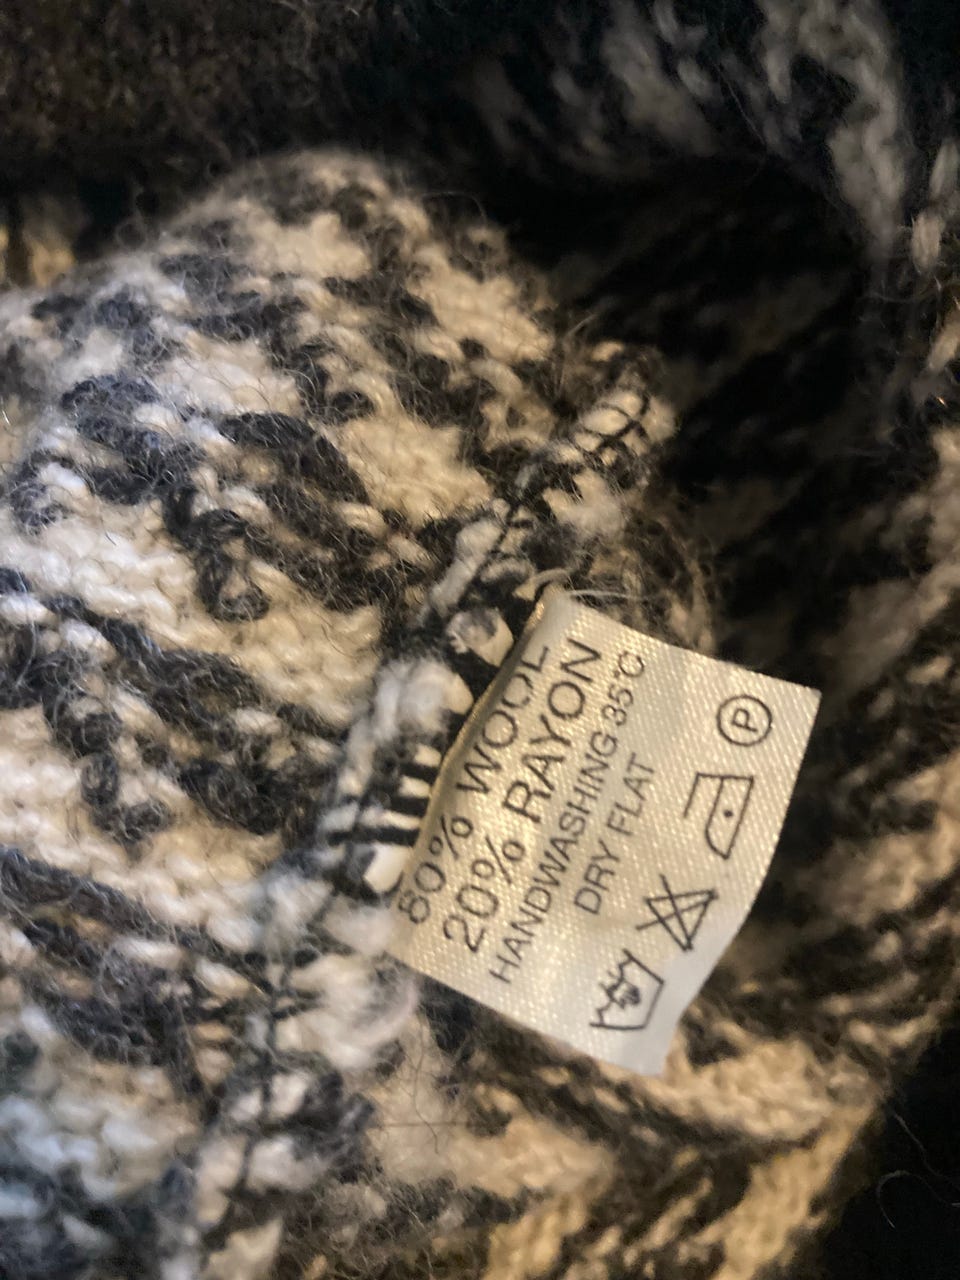 80% WOOL
20% RAYON
HANDWASHING 35°C
DRY FLAT
P